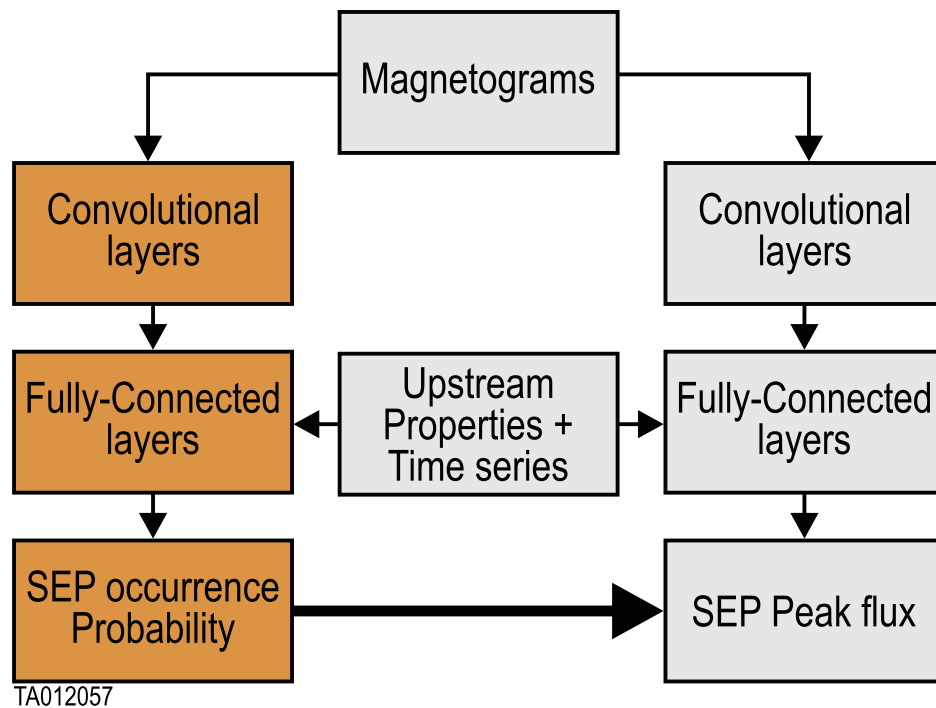 Magnetograms
Convolutional
layers
Convolutional
layers
Fully-Connected
layers
Upstream
Properties +
Time series
Fully-Connected
layers
SEP occurrence
Probability
SEP Peak flux
TA012057